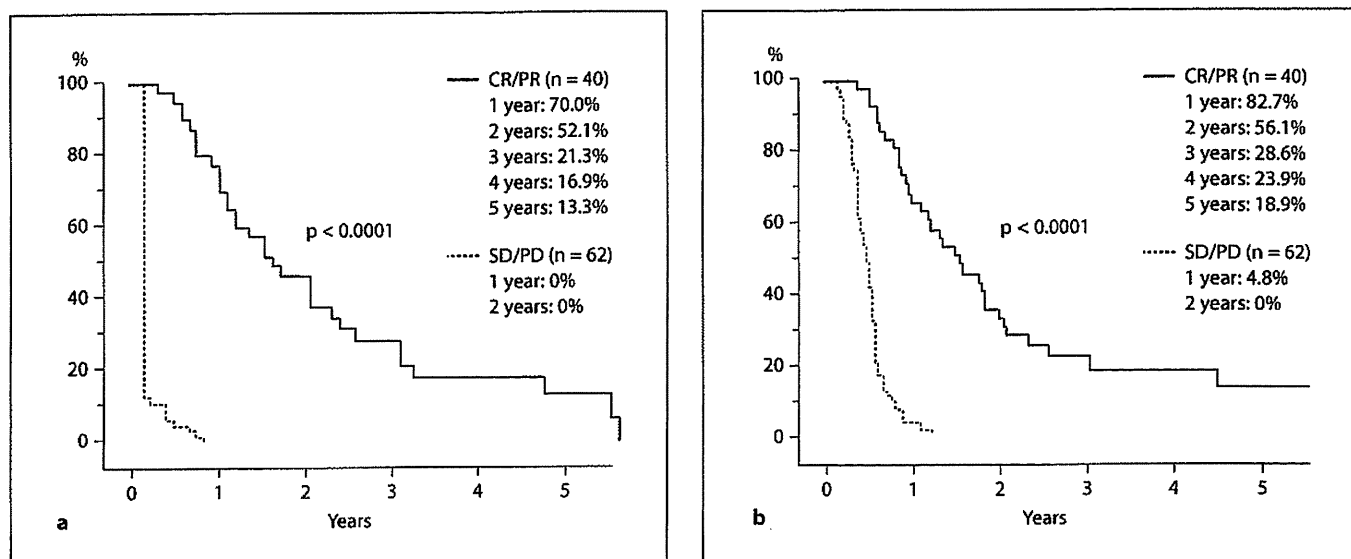 %
100
80
60
40
20
0
CR/PR (n = 40)
1 year: 70.0%
2 years: 52.1%
3 years: 21.3%
4 years: 16.9%
5 years: 13.3%
p < 0.0001
SD/PD (n = 62)
1 year: 0%
2 years: 0%
0 1 2 3 4 5
Years
a
%
100
80
60
40
20
0
CR/PR (n = 40)
1 year: 82.7%
2 years: 56.1%
3 years: 28.6%
4 years: 23.9%
5 years: 18.9%
p < 0.0001
SD/PD (n = 62)
1 year: 4.8%
2 years: 0%
0 1 2 3 4 5
Years
b